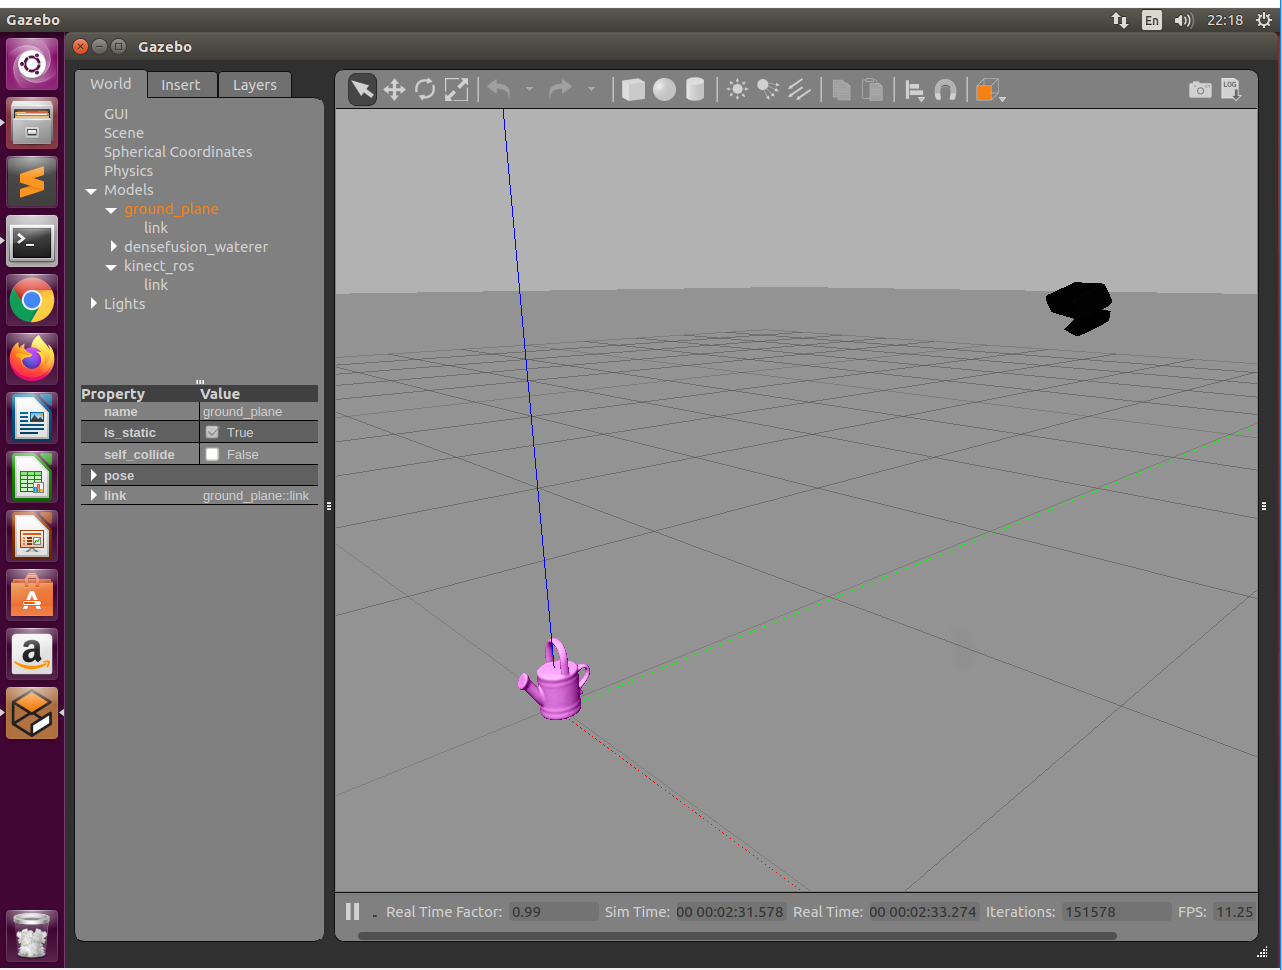 Gazebo
En
22:18
Gazebo
World Insert Layers
GUI
Scene
Spherical Coordinates
Physics
Models
ground_plane
link
densefusion_waterer
kinect_ros
link
Lights
Property Value
name ground_plane
is_static True
self_collide False
pose
link ground_plane::link
LOG
Real Time Factor: 0.99 Sim Time: 00 00:02:31.578 Real Time: 00 00:02:33.274 Iterations: 151578 FPS: 11.25